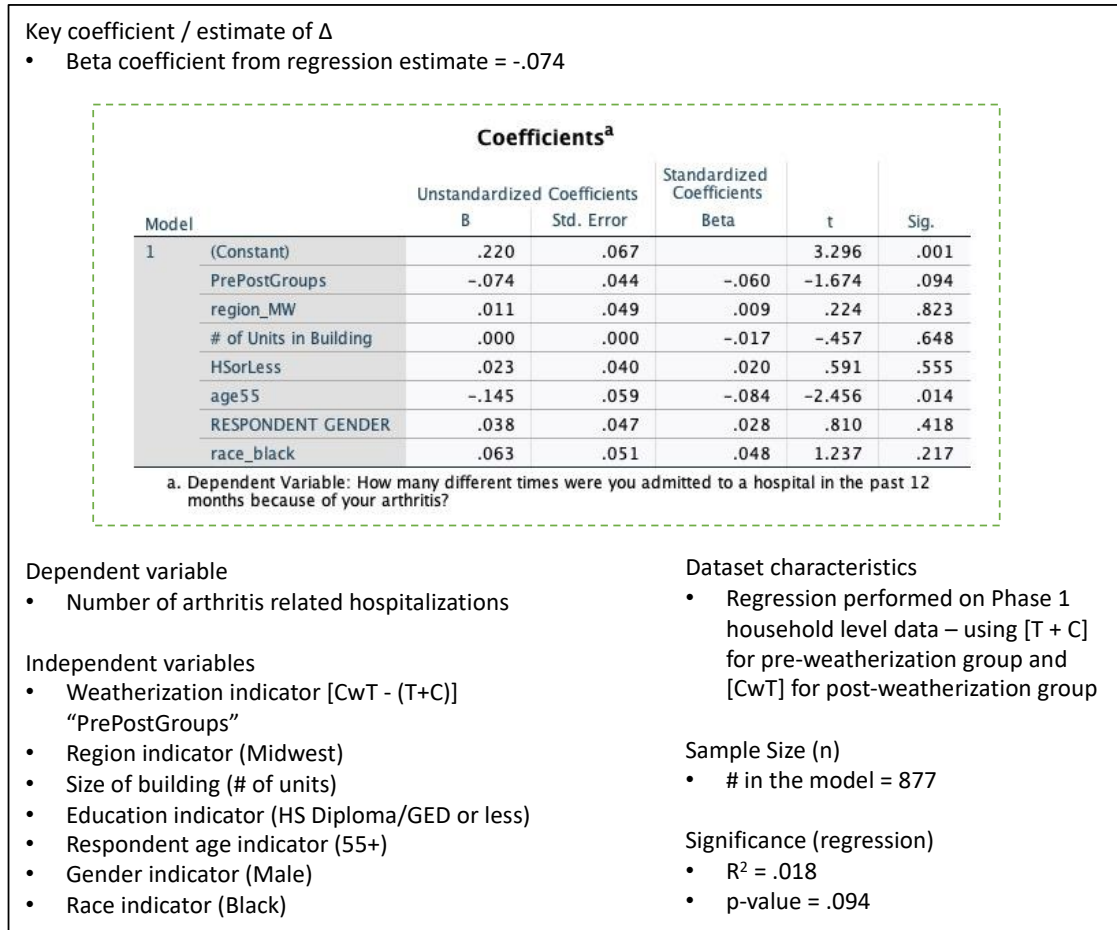 Key coefficient / estimate of Δ
• Beta coefficient from regression estimate = -.074
Coefficientsᵃ
Unstandardized Coefficients Standardized Coefficients
Model B Std. Error Beta t Sig.
1 (Constant) .220 .067 3.296 .001
PrePostGroups -.074 .044 -.060 -1.674 .094
region_MW .011 .049 .009 .224 .823
# of Units in Building .000 .000 -.017 -.457 .648
HSorLess .023 .040 .020 .591 .555
age55 -.145 .059 -.084 -2.456 .014
RESPONDENT GENDER .038 .047 .028 .810 .418
race_black .063 .051 .048 1.237 .217
a. Dependent Variable: How many different times were you admitted to a hospital in the past 12
months because of your arthritis?
Dependent variable
• Number of arthritis related hospitalizations
Independent variables
• Weatherization indicator [CwT - (T+C)]
“PrePostGroups”
• Region indicator (Midwest)
• Size of building (# of units)
• Education indicator (HS Diploma/GED or less)
• Respondent age indicator (55+)
• Gender indicator (Male)
• Race indicator (Black)
Dataset characteristics
• Regression performed on Phase 1
household level data – using [T + C]
for pre-weatherization group and
[CwT] for post-weatherization group
Sample Size (n)
• # in the model = 877
Significance (regression)
• R² = .018
• p-value = .094